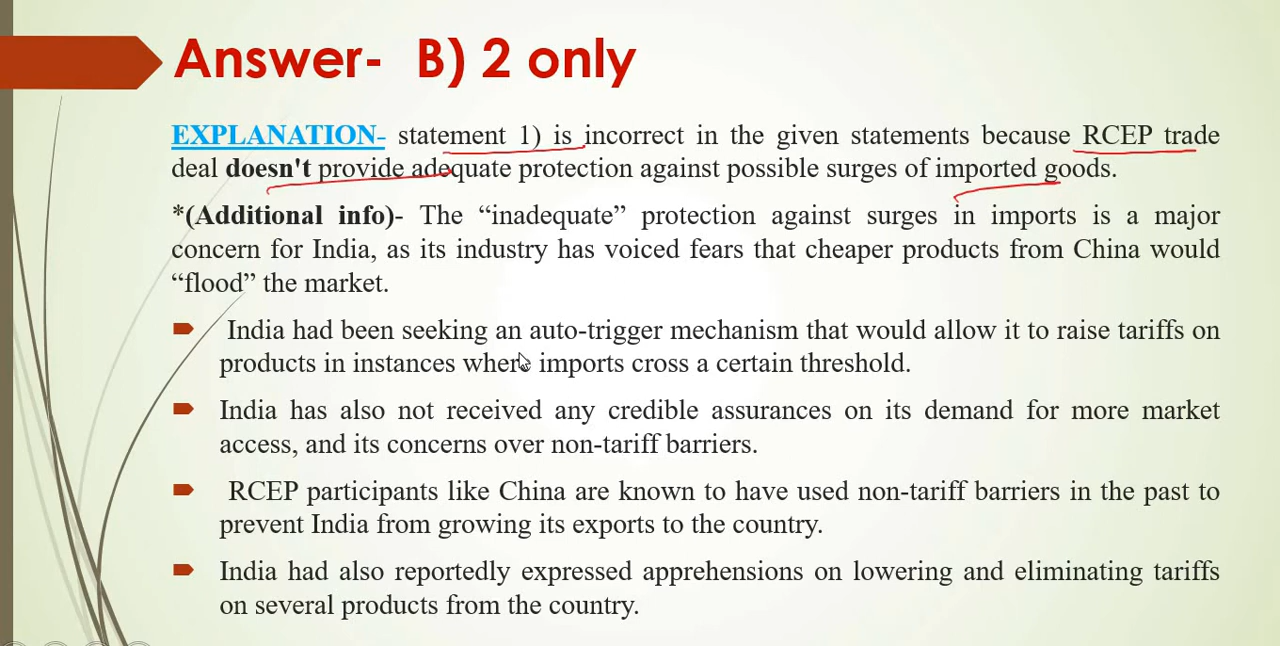 Answer- B) 2 only
EXPLANATION- statement 1) is incorrect in the given statements because RCEP trade
deal doesn't provide adequate protection against possible surges of imported goods.
*(Additional info)- The “inadequate” protection against surges in imports is a major
concern for India, as its industry has voiced fears that cheaper products from China would
“flood” the market.
India had been seeking an auto-trigger mechanism that would allow it to raise tariffs on
products in instances where imports cross a certain threshold.
India has also not received any credible assurances on its demand for more market
access, and its concerns over non-tariff barriers.
RCEP participants like China are known to have used non-tariff barriers in the past to
prevent India from growing its exports to the country.
India had also reportedly expressed apprehensions on lowering and eliminating tariffs
on several products from the country.